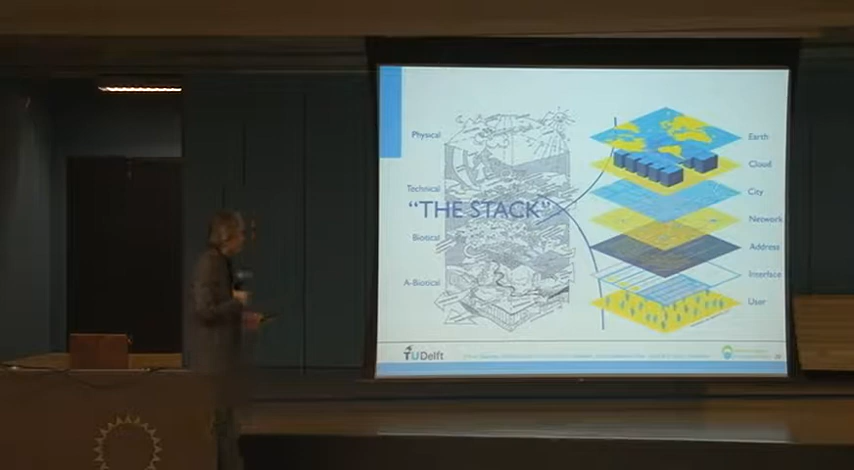 Physical
Technical
"THE STACK"
Biotical
A-Biotical
Earth
Cloud
City
Network
Address
Interface
User
TUDelft